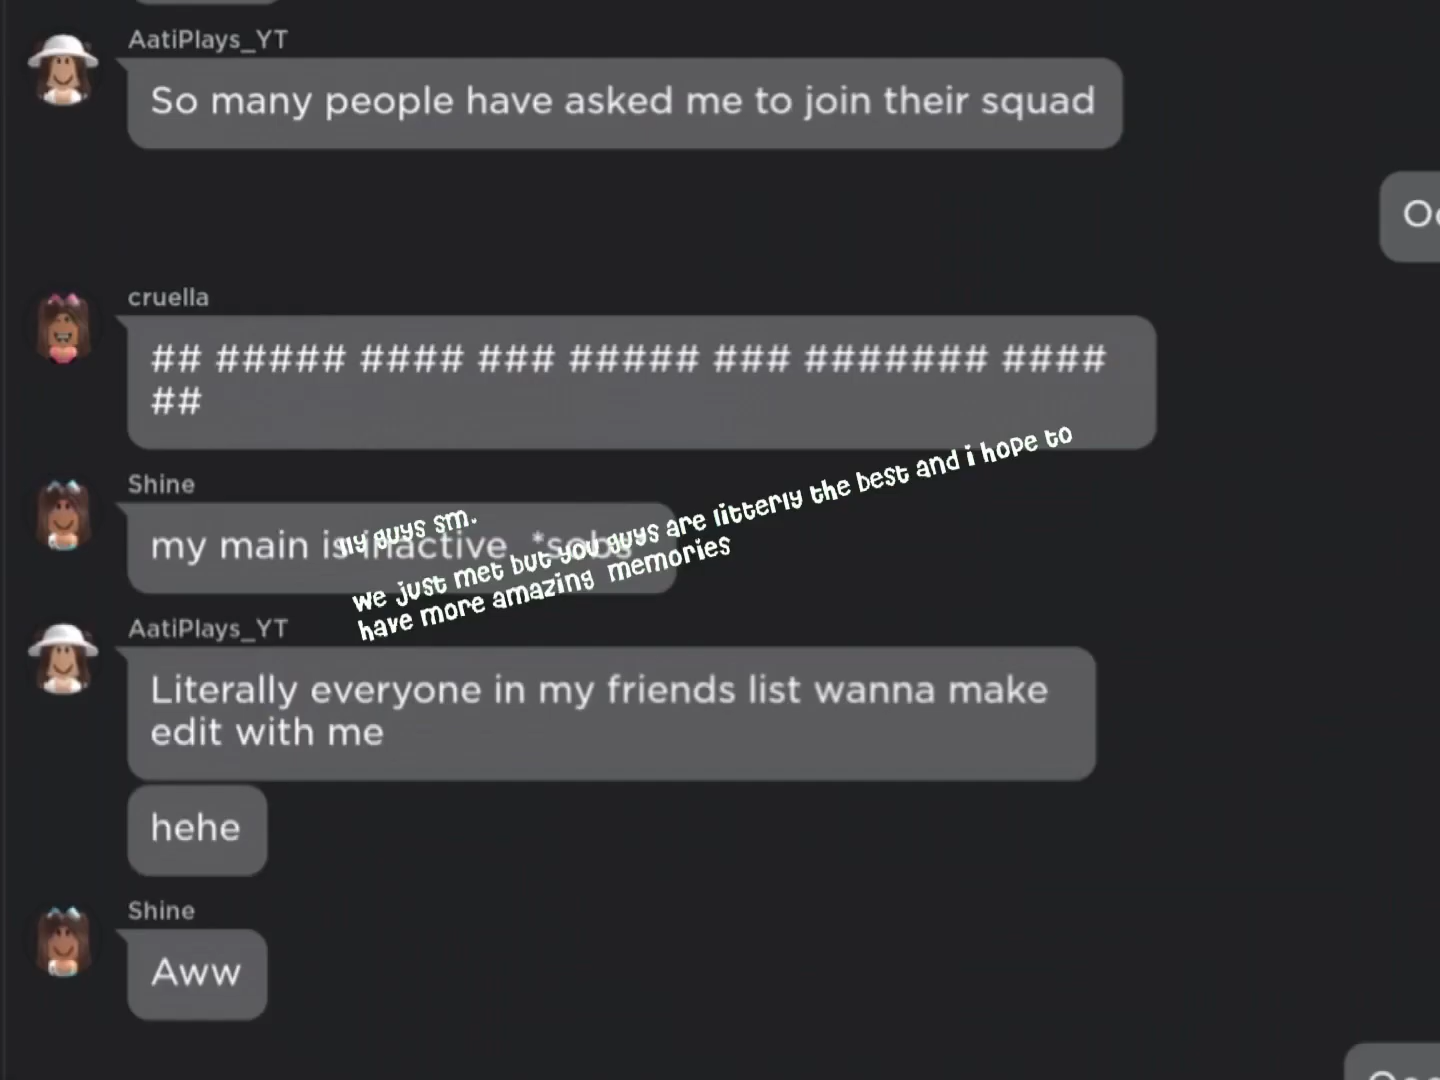 AatiPlays_YT
So many people have asked me to join their squad
cruella
## ##### #### ### ##### ### ####### ####
##
Shine
my main is inactive *sobs
guys sm.
we just met but you guys are litterly the best and i hope to
have more amazing memories
AatiPlays_YT
Literally everyone in my friends list wanna make
edit with me
hehe
Shine
Aww